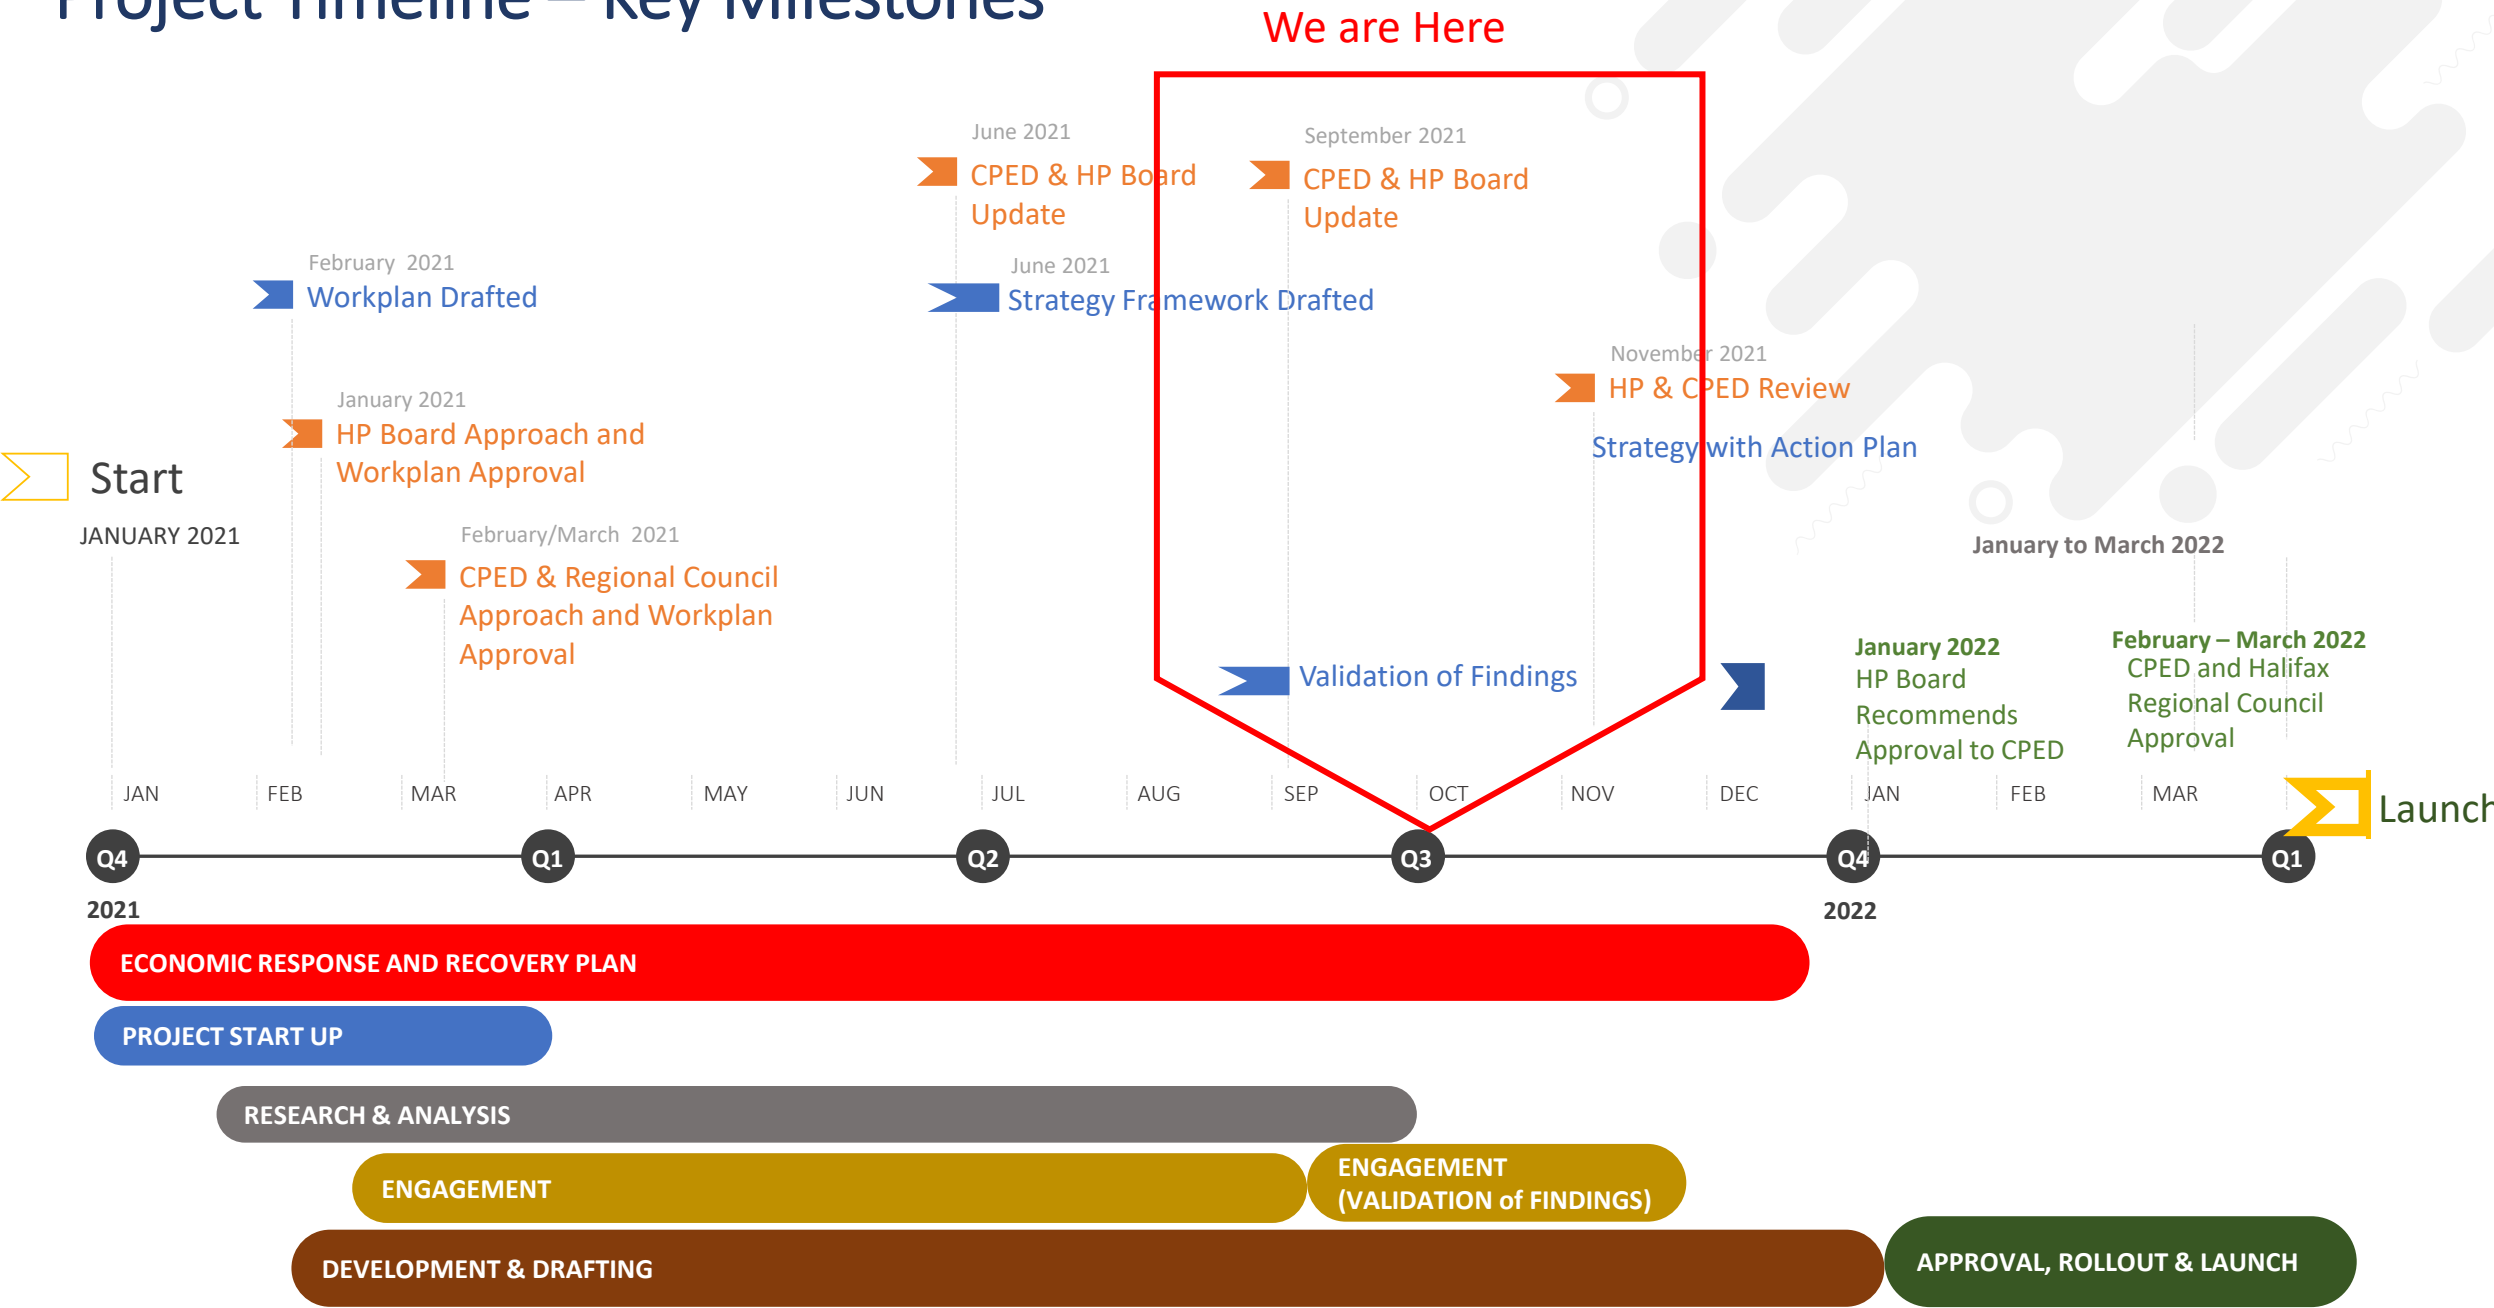 Project Timeline – Key Milestones
We are Here
June 2021
CPED & HP Board
Update
September 2021
CPED & HP Board
Update
February 2021
Workplan Drafted
June 2021
Strategy Framework Drafted
November 2021
HP & CPED Review
Strategy with Action Plan
January 2021
HP Board Approach and
Workplan Approval
Start
JANUARY 2021
February/March 2021
CPED & Regional Council
Approach and Workplan
Approval
January to March 2022
Validation of Findings
January 2022
HP Board
Recommends
Approval to CPED
February – March 2022
CPED and Halifax
Regional Council
Approval
JAN FEB MAR APR MAY JUN JUL AUG SEP OCT NOV DEC JAN FEB MAR
Launch
Q4 Q1 Q2 Q3 Q4 Q1
2021 2022
ECONOMIC RESPONSE AND RECOVERY PLAN
PROJECT START UP
RESEARCH & ANALYSIS
ENGAGEMENT
ENGAGEMENT
(VALIDATION of FINDINGS)
DEVELOPMENT & DRAFTING
APPROVAL, ROLLOUT & LAUNCH